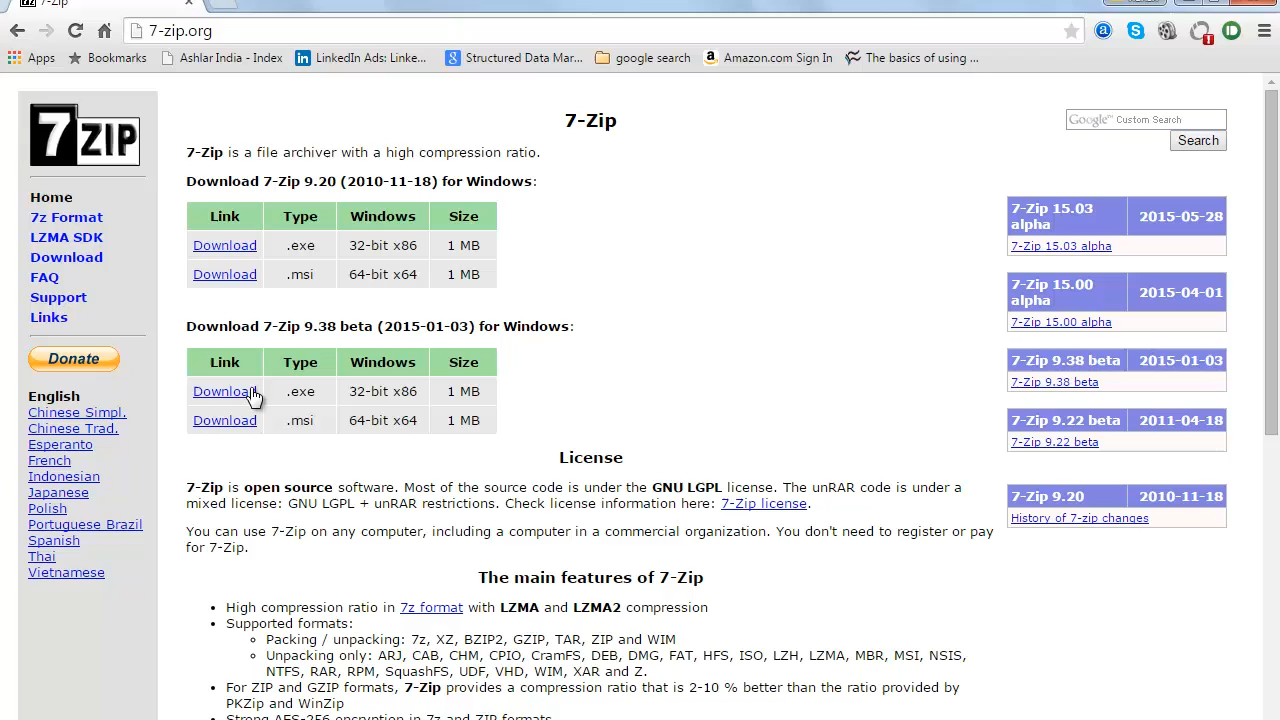 7-Zip
7-zip.org
Apps Bookmarks Ashlar India - Index LinkedIn Ads: Linke... Structured Data Mar... google search Amazon.com Sign In The basics of using ...
7 ZIP
Home
7z Format
LZMA SDK
Download
FAQ
Support
Links
Donate
English
Chinese Simpl.
Chinese Trad.
Esperanto
French
Indonesian
Japanese
Polish
Portuguese Brazil
Spanish
Thai
Vietnamese
7-Zip
7-Zip is a file archiver with a high compression ratio.
Download 7-Zip 9.20 (2010-11-18) for Windows:
Link Type Windows Size
Download .exe 32-bit x86 1 MB
Download .msi 64-bit x64 1 MB
Download 7-Zip 9.38 beta (2015-01-03) for Windows:
Link Type Windows Size
Download .exe 32-bit x86 1 MB
Download .msi 64-bit x64 1 MB
License
7-Zip is open source software. Most of the source code is under the GNU LGPL license. The unRAR code is under a
mixed license: GNU LGPL + unRAR restrictions. Check license information here: 7-Zip license.
You can use 7-Zip on any computer, including a computer in a commercial organization. You don't need to register or pay
for 7-Zip.
The main features of 7-Zip
• High compression ratio in 7z format with LZMA and LZMA2 compression
• Supported formats:
◦ Packing / unpacking: 7z, XZ, BZIP2, GZIP, TAR, ZIP and WIM
◦ Unpacking only: ARJ, CAB, CHM, CPIO, CramFS, DEB, DMG, FAT, HFS, ISO, LZH, LZMA, MBR, MSI, NSIS,
NTFS, RAR, RPM, SquashFS, UDF, VHD, WIM, XAR and Z.
• For ZIP and GZIP formats, 7-Zip provides a compression ratio that is 2-10 % better than the ratio provided by
PKZip and WinZip
• Strong AES-256 encryption in 7z and ZIP formats
Google™ Custom Search
Search
7-Zip 15.03
alpha
2015-05-28
7-Zip 15.03 alpha
7-Zip 15.00
alpha
2015-04-01
7-Zip 15.00 alpha
7-Zip 9.38 beta 2015-01-03
7-Zip 9.38 beta
7-Zip 9.22 beta 2011-04-18
7-Zip 9.22 beta
7-Zip 9.20 2010-11-18
History of 7-zip changes